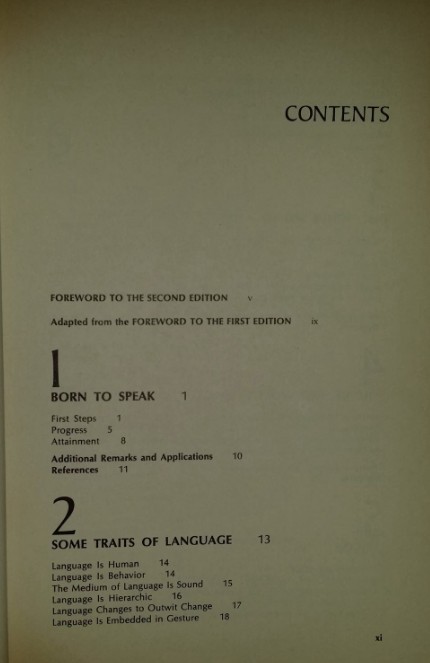 CONTENTS
FOREWORD TO THE SECOND EDITION v
Adapted from the FOREWORD TO THE FIRST EDITION ix
1
BORN TO SPEAK 1
First Steps 1
Progress 5
Attainment 8
Additional Remarks and Applications 10
References 11
2
SOME TRAITS OF LANGUAGE 13
Language Is Human 14
Language Is Behavior 14
The Medium of Language Is Sound 15
Language Is Hierarchic 16
Language Changes to Outwit Change 17
Language Is Embedded in Gesture 18
xi